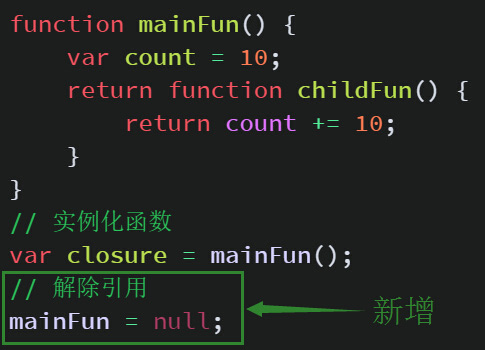 function mainFun() {
    var count = 10;
    return function childFun() {
        return count += 10;
    }
}
// 实例化函数
var closure = mainFun();
// 解除引用
mainFun = null;
新增